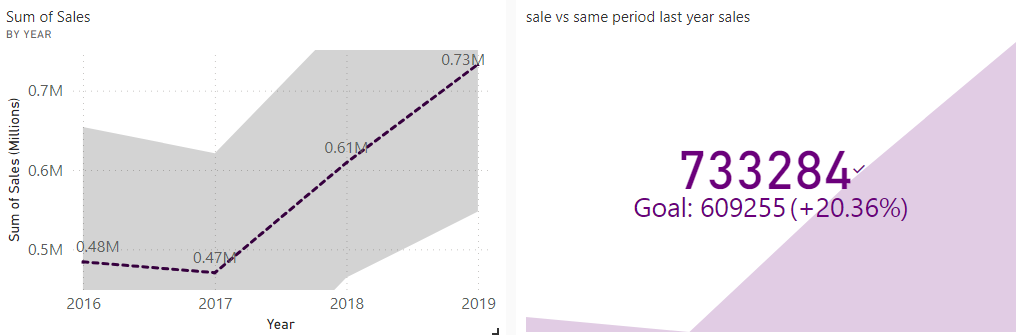 Sum of Sales
BY YEAR
Sum of Sales (Millions)
0.7M
0.6M
0.5M
0.48M
0.47M
0.61M
0.73M
2016 2017 2018 2019
Year
sale vs same period last year sales
733284
Goal: 609255 (+20.36%)